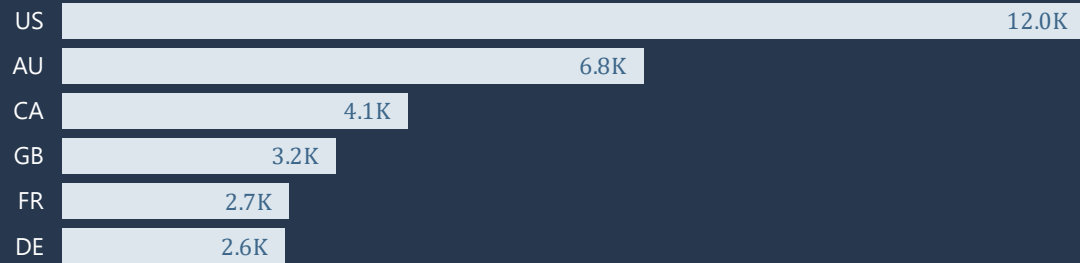 US 12.0K
AU 6.8K
CA 4.1K
GB 3.2K
FR 2.7K
DE 2.6K